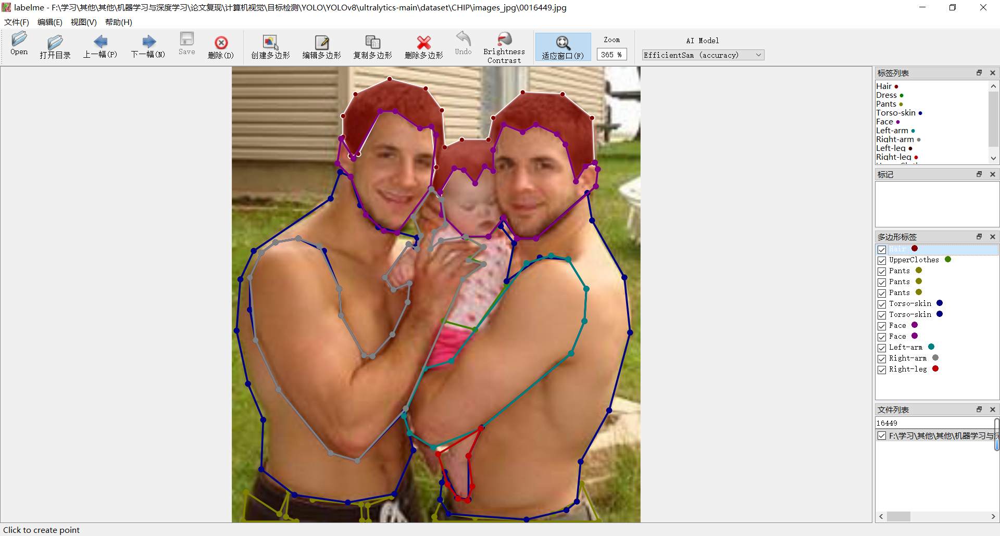 labelme - F:\学习\其他\其他\机器学习与深度学习\论文复现\计算机视觉\目标检测\YOLO\YOLOv8\ultralytics-main\dataset\CHIP\images_jpg\0016449.jpg
文件(F) 编辑(E) 视图(V) 帮助(H)
Open
打开目录
上一幅(P)
下一幅(N)
Save
删除(D)
创建多边形
编辑多边形
复制多边形
删除多边形
Undo
Brightness
Contrast
适应窗口(F)
Zoom
365 %
AI Model
EfficientSam (accuracy)
标签列表
Hair
Dress
Pants
Torso-skin
Face
Left-arm
Right-arm
Left-leg
Right-leg
标记
多边形标签
Hair
UpperClothes
Pants
Pants
Pants
Torso-skin
Torso-skin
Face
Face
Left-arm
Right-arm
Right-leg
文件列表
16449
F:\学习\其他\其他\机器学习与深
Click to create point